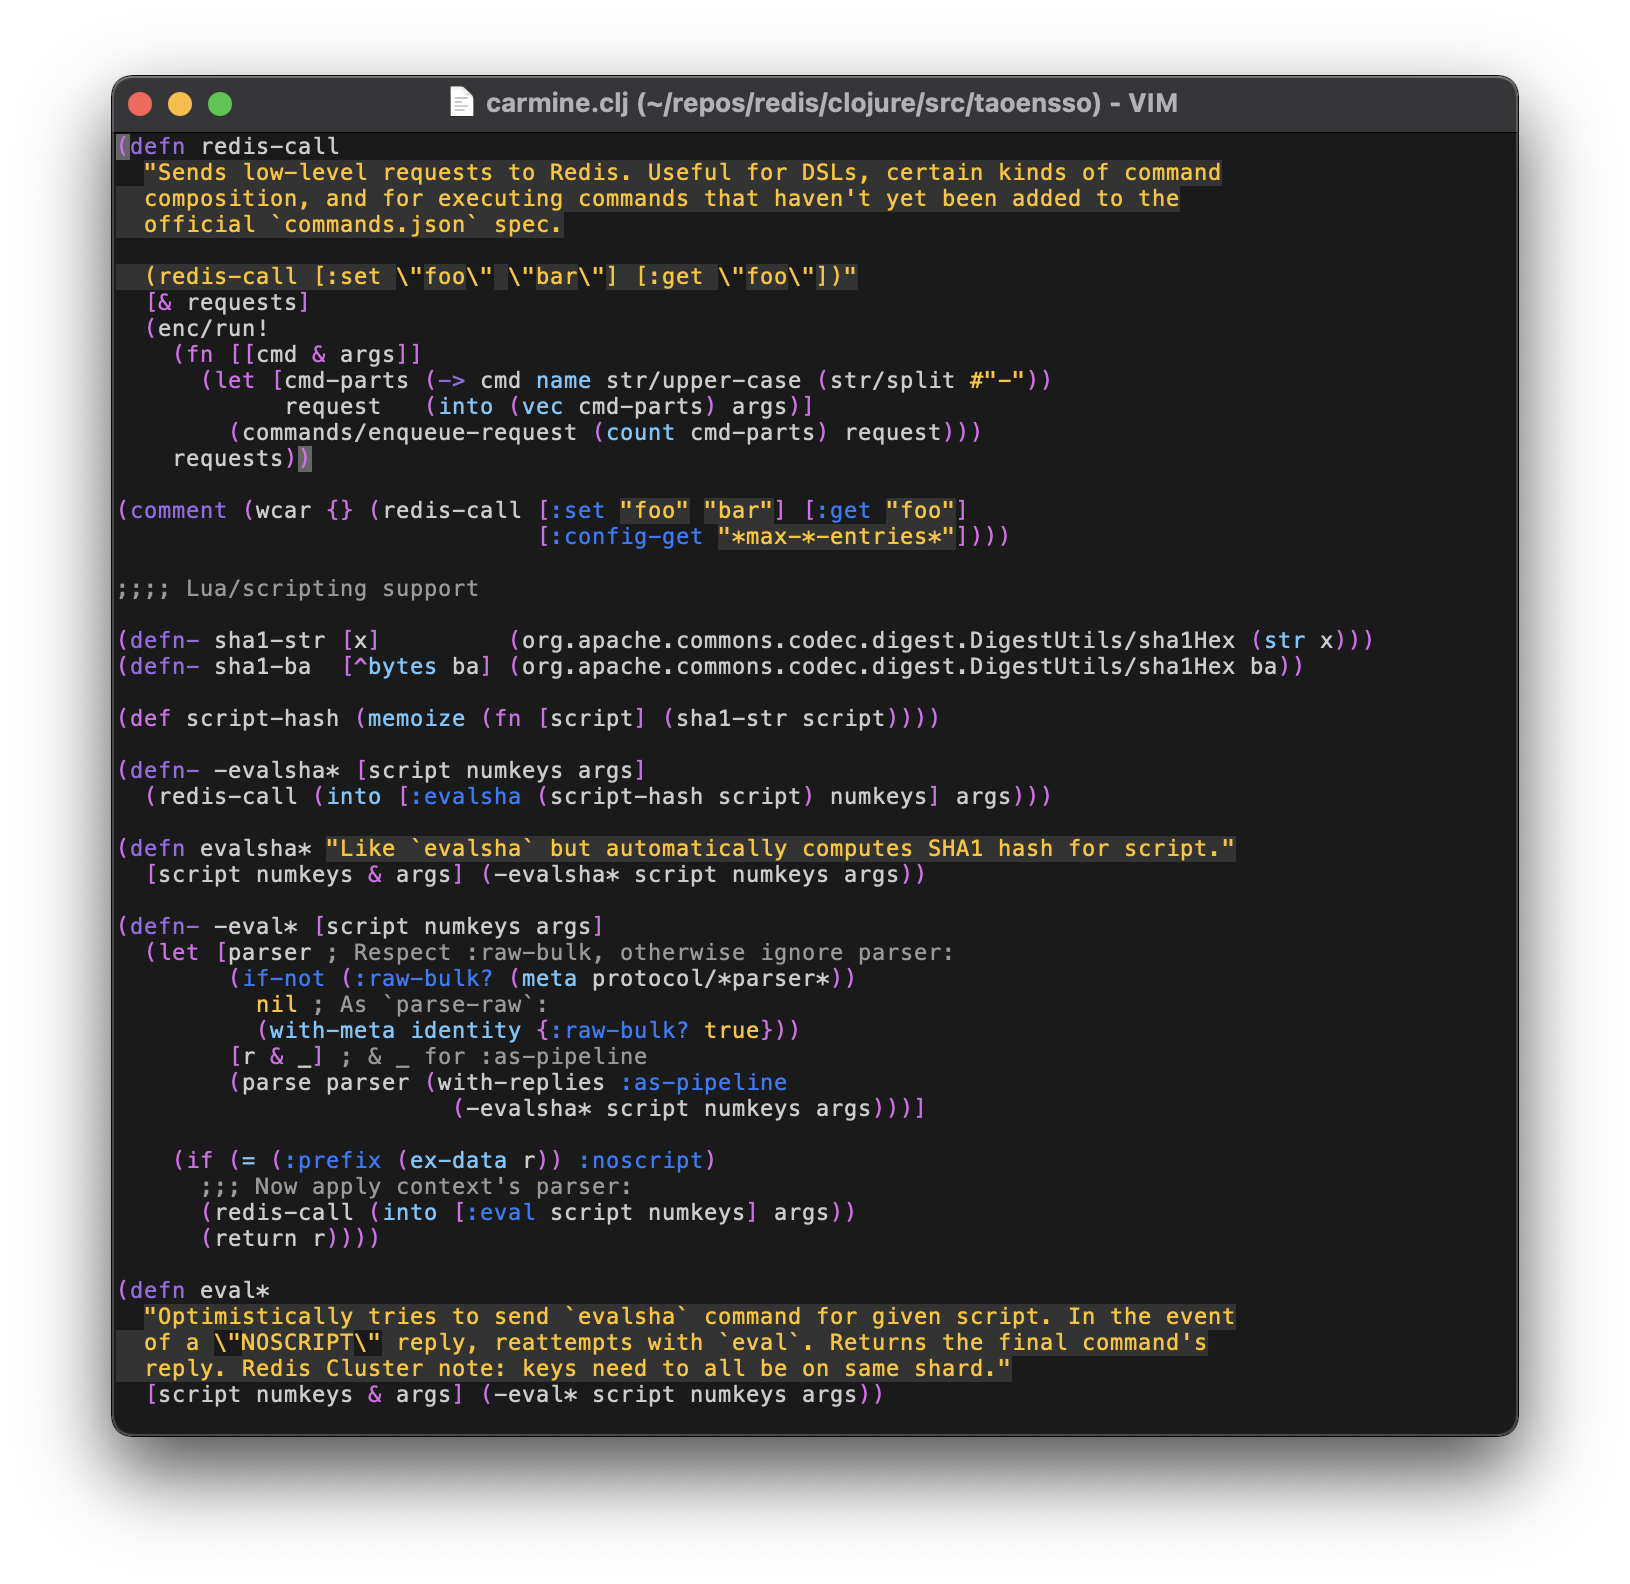 carmine.clj (~/repos/redis/clojure/src/taoensso) - VIM
(defn redis-call
  "Sends low-level requests to Redis. Useful for DSLs, certain kinds of command
  composition, and for executing commands that haven't yet been added to the
  official `commands.json` spec.

  (redis-call [:set \"foo\" \"bar\"] [:get \"foo\"])"
  [& requests]
  (enc/run!
    (fn [[cmd & args]]
      (let [cmd-parts (-> cmd name str/upper-case (str/split #"-"))
            request   (into (vec cmd-parts) args)]
        (commands/enqueue-request (count cmd-parts) request)))
    requests))

(comment (wcar {} (redis-call [:set "foo" "bar"] [:get "foo"]
                              [:config-get "*max-*-entries*"])))

;;;; Lua/scripting support

(defn- sha1-str [x]         (org.apache.commons.codec.digest.DigestUtils/sha1Hex (str x)))
(defn- sha1-ba  [^bytes ba] (org.apache.commons.codec.digest.DigestUtils/sha1Hex ba))

(def script-hash (memoize (fn [script] (sha1-str script))))

(defn- -evalsha* [script numkeys args]
  (redis-call (into [:evalsha (script-hash script) numkeys] args)))

(defn evalsha* "Like `evalsha` but automatically computes SHA1 hash for script."
  [script numkeys & args] (-evalsha* script numkeys args))

(defn- -eval* [script numkeys args]
  (let [parser ; Respect :raw-bulk, otherwise ignore parser:
        (if-not (:raw-bulk? (meta protocol/*parser*))
          nil ; As `parse-raw`:
          (with-meta identity {:raw-bulk? true}))
        [r & _] ; & _ for :as-pipeline
        (parse parser (with-replies :as-pipeline
                        (-evalsha* script numkeys args)))]

    (if (= (:prefix (ex-data r)) :noscript)
      ;;; Now apply context's parser:
      (redis-call (into [:eval script numkeys] args))
      (return r))))

(defn eval*
  "Optimistically tries to send `evalsha` command for given script. In the event
  of a \"NOSCRIPT\" reply, reattempts with `eval`. Returns the final command's
  reply. Redis Cluster note: keys need to all be on same shard."
  [script numkeys & args] (-eval* script numkeys args))